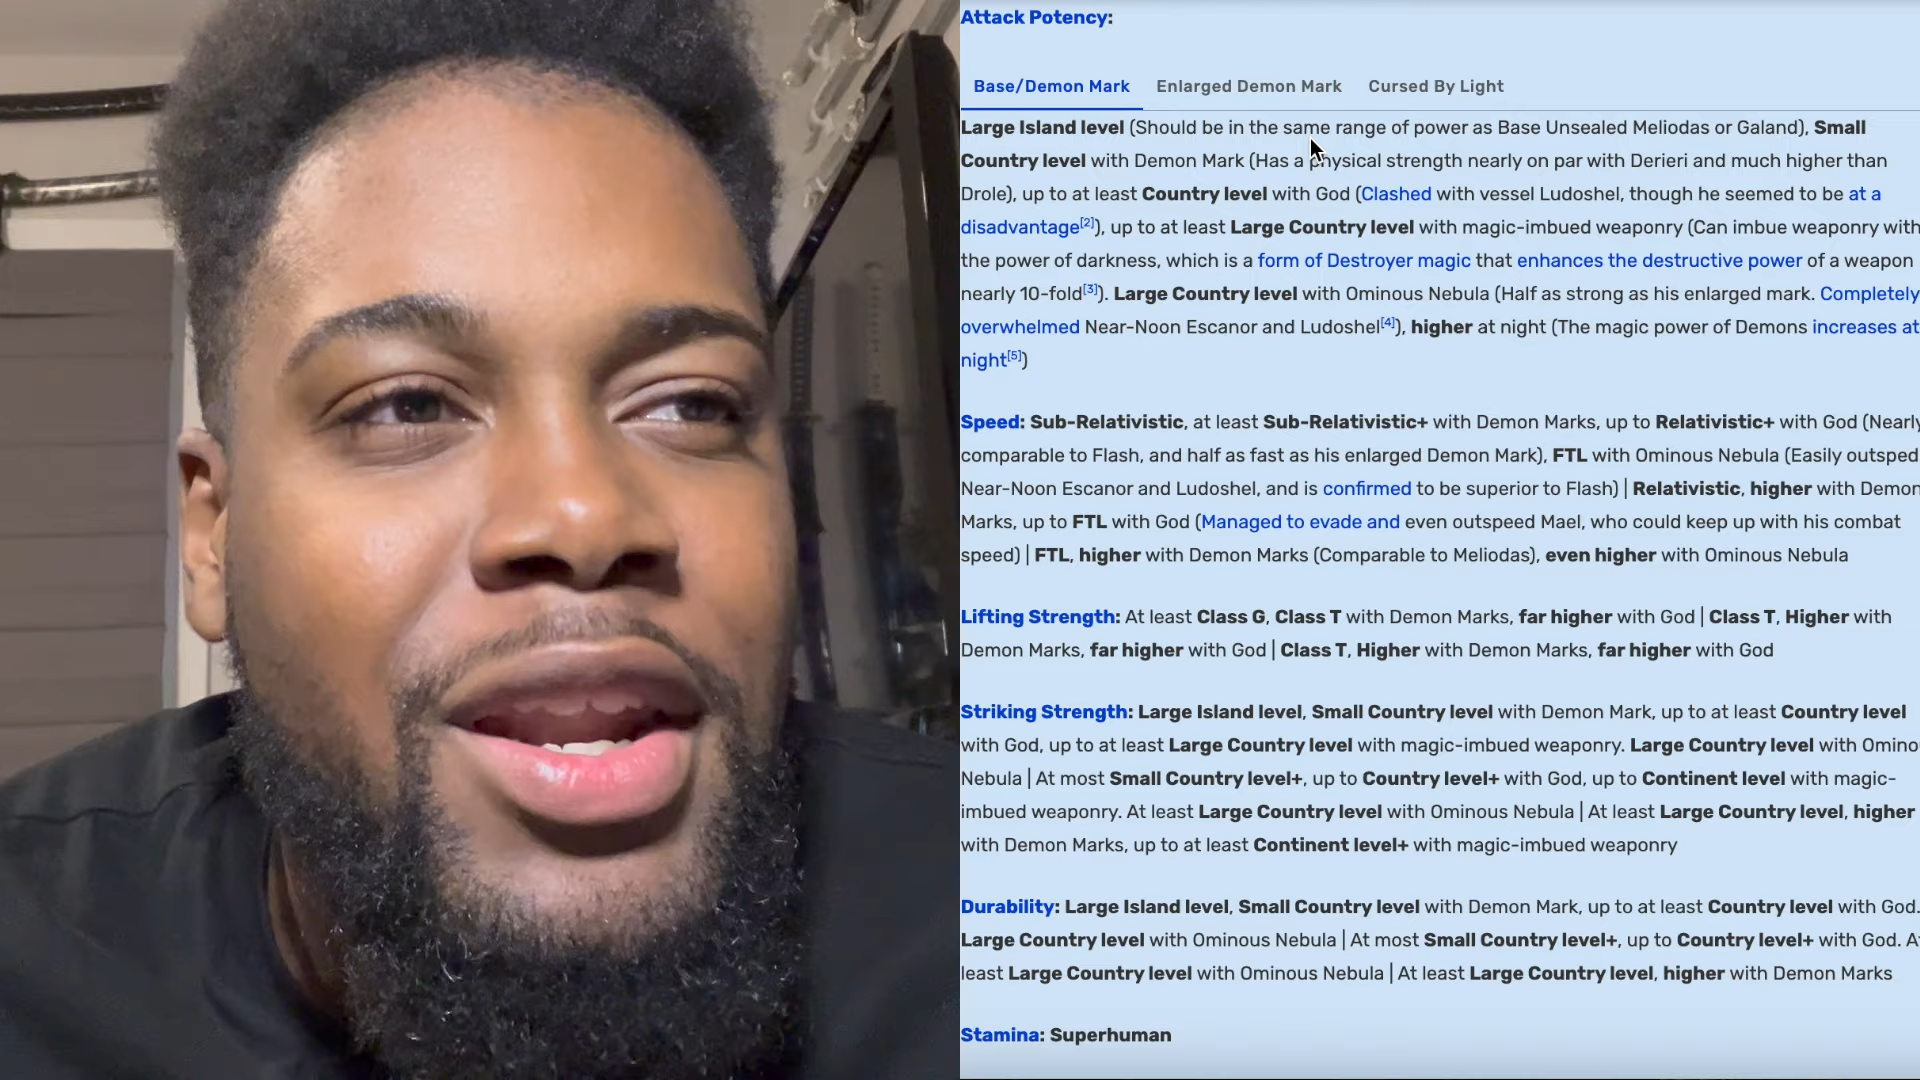 Attack Potency:
Base/Demon Mark Enlarged Demon Mark Cursed By Light
Large Island level (Should be in the same range of power as Base Unsealed Meliodas or Galand), Small
Country level with Demon Mark (Has a physical strength nearly on par with Derieri and much higher than
Drole), up to at least Country level with God (Clashed with vessel Ludoshel, though he seemed to be at a
disadvantage[2]), up to at least Large Country level with magic-imbued weaponry (Can imbue weaponry with
the power of darkness, which is a form of Destroyer magic that enhances the destructive power of a weapon
nearly 10-fold[3]). Large Country level with Ominous Nebula (Half as strong as his enlarged mark. Completely
overwhelmed Near-Noon Escanor and Ludoshel[4]), higher at night (The magic power of Demons increases at
night[5])
Speed: Sub-Relativistic, at least Sub-Relativistic+ with Demon Marks, up to Relativistic+ with God (Nearly
comparable to Flash, and half as fast as his enlarged Demon Mark), FTL with Ominous Nebula (Easily outsped
Near-Noon Escanor and Ludoshel, and is confirmed to be superior to Flash) | Relativistic, higher with Demon
Marks, up to FTL with God (Managed to evade and even outspeed Mael, who could keep up with his combat
speed) | FTL, higher with Demon Marks (Comparable to Meliodas), even higher with Ominous Nebula
Lifting Strength: At least Class G, Class T with Demon Marks, far higher with God | Class T, Higher with
Demon Marks, far higher with God | Class T, Higher with Demon Marks, far higher with God
Striking Strength: Large Island level, Small Country level with Demon Mark, up to at least Country level
with God, up to at least Large Country level with magic-imbued weaponry. Large Country level with Omino
Nebula | At most Small Country level+, up to Country level+ with God, up to Continent level with magic-
imbued weaponry. At least Large Country level with Ominous Nebula | At least Large Country level, higher
with Demon Marks, up to at least Continent level+ with magic-imbued weaponry
Durability: Large Island level, Small Country level with Demon Mark, up to at least Country level with God.
Large Country level with Ominous Nebula | At most Small Country level+, up to Country level+ with God. At
least Large Country level with Ominous Nebula | At least Large Country level, higher with Demon Marks
Stamina: Superhuman